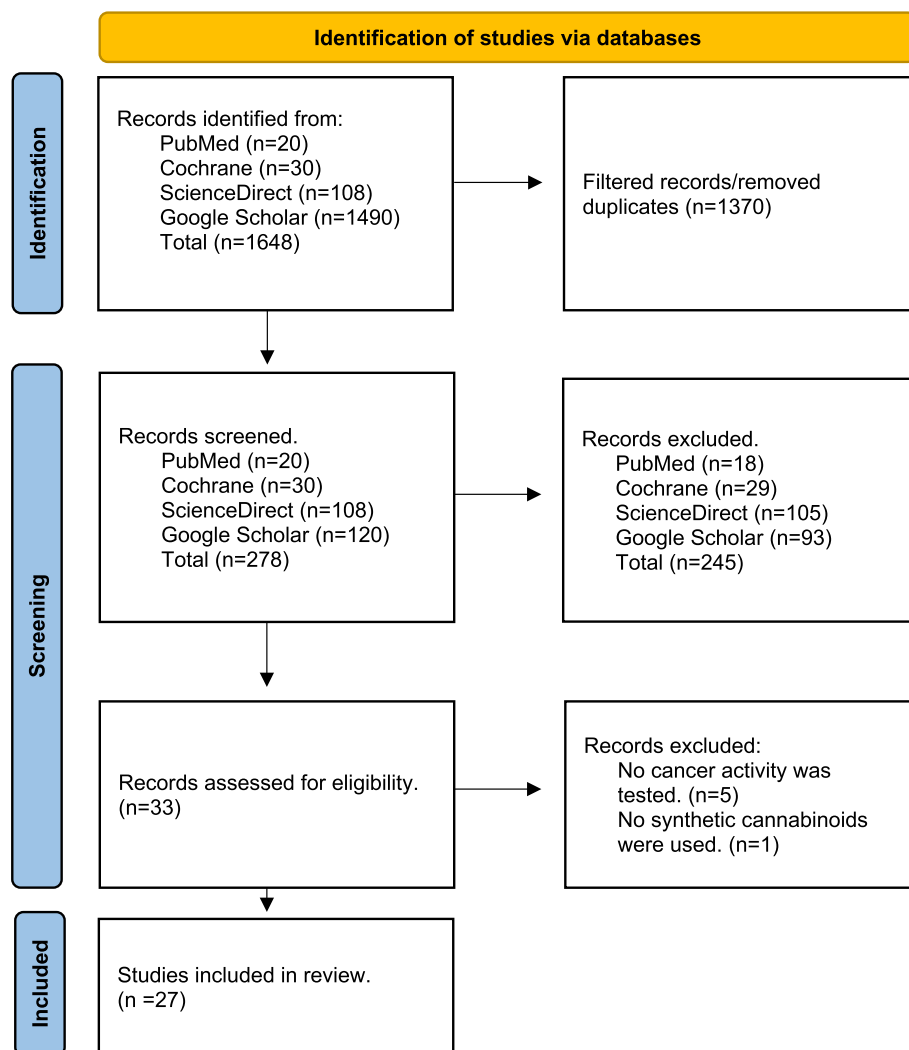 Identification of studies via databases
Identification
Records identified from:
PubMed (n=20)
Cochrane (n=30)
ScienceDirect (n=108)
Google Scholar (n=1490)
Total (n=1648)
Filtered records/removed
duplicates (n=1370)
Screening
Records screened.
PubMed (n=20)
Cochrane (n=30)
ScienceDirect (n=108)
Google Scholar (n=120)
Total (n=278)
Records excluded.
PubMed (n=18)
Cochrane (n=29)
ScienceDirect (n=105)
Google Scholar (n=93)
Total (n=245)
Records assessed for eligibility.
(n=33)
Records excluded:
No cancer activity was
tested. (n=5)
No synthetic cannabinoids
were used. (n=1)
Included
Studies included in review.
(n =27)